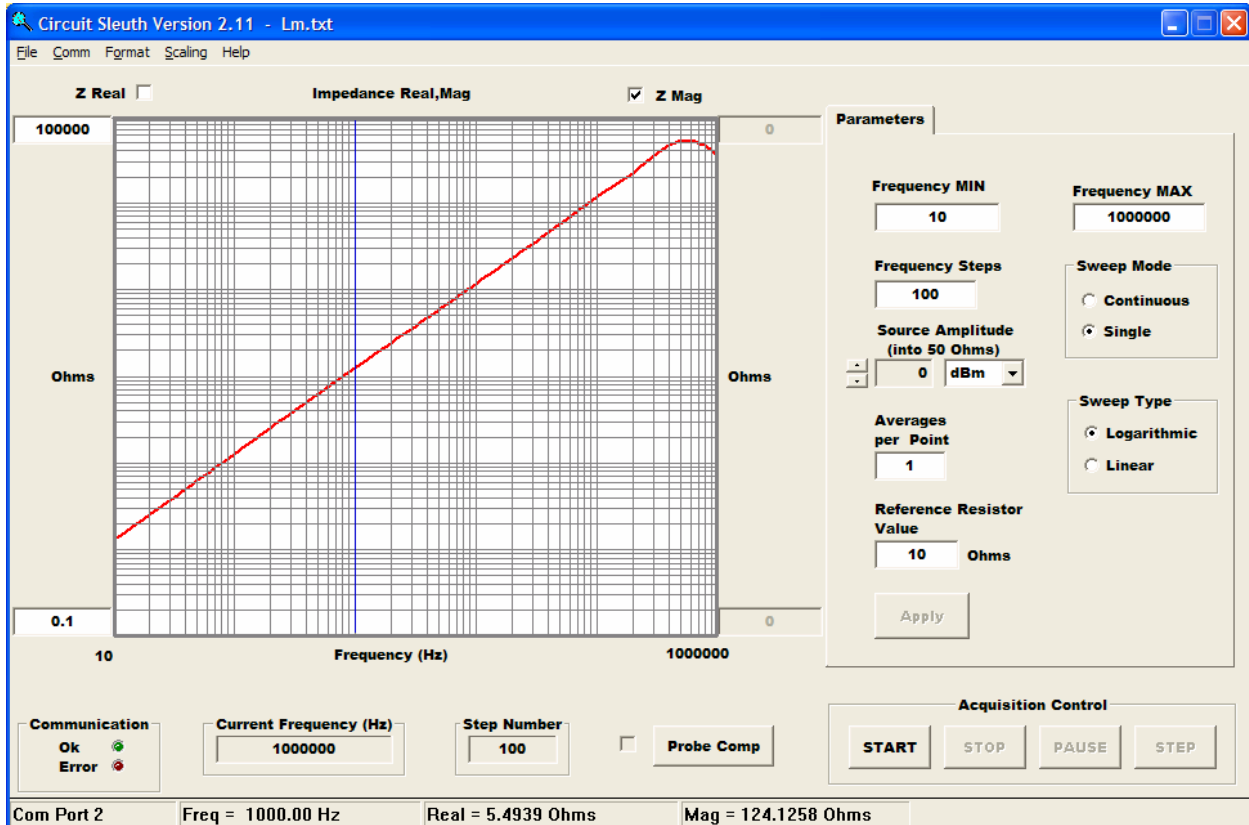 Circuit Sleuth Version 2.11 - Lm.txt
File Comm Format Scaling Help
Z Real Impedance Real,Mag Z Mag
100000 0
Ohms Ohms
0.1 0
10 Frequency (Hz) 1000000
Parameters
Frequency MIN Frequency MAX
10 1000000
Frequency Steps
100
Sweep Mode
Continuous
Single
Source Amplitude
(into 50 Ohms)
0 dBm
Averages
per Point
1
Sweep Type
Logarithmic
Linear
Reference Resistor
Value
10 Ohms
Apply
Communication
Ok
Error
Current Frequency (Hz)
1000000
Step Number
100
Probe Comp
Acquisition Control
START STOP PAUSE STEP
Com Port 2 Freq = 1000.00 Hz Real = 5.4939 Ohms Mag = 124.1258 Ohms